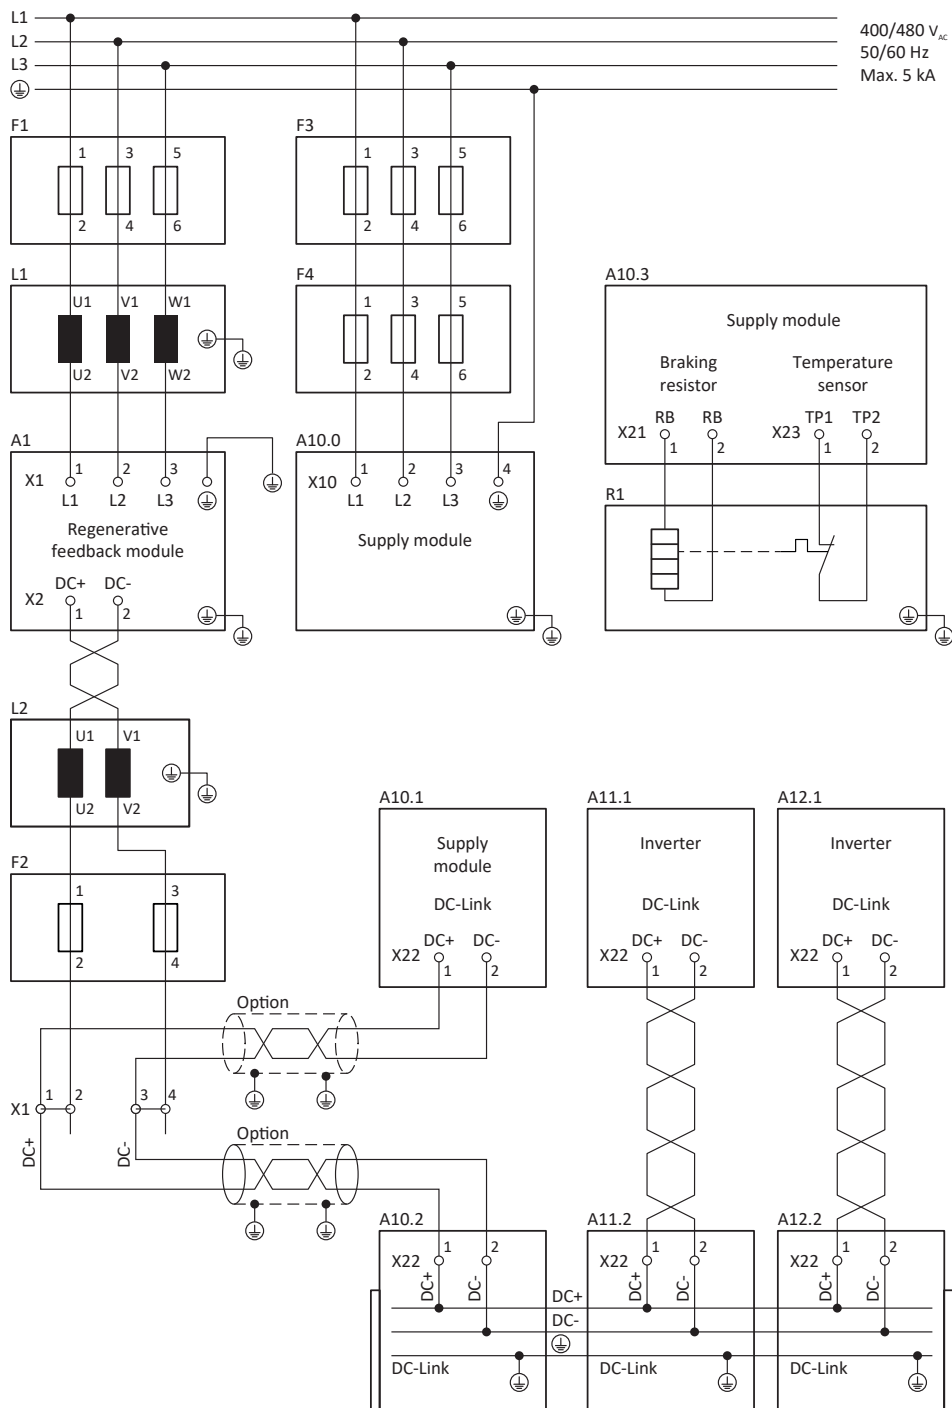 L1
L2
L3
400/480 VAC
50/60 Hz
Max. 5 kA
F1
1 3 5
2 4 6
F3
1 3 5
2 4 6
L1
U1 V1 W1
U2 V2 W2
F4
1 3 5
2 4 6
A10.3
Supply module
Braking resistor
Temperature sensor
X21 RB RB
1 2
X23 TP1 TP2
1 2
A1
X1 1 2 3
L1 L2 L3
Regenerative
feedback module
X2 DC+ DC-
1 2
A10.0
X10 1 2 3 4
L1 L2 L3
Supply module
R1
L2
U1 V1
U2 V2
F2
1 3
2 4
A10.1
Supply
module
DC-Link
X22 DC+ DC-
1 2
A11.1
Inverter
DC-Link
X22 DC+ DC-
1 2
A12.1
Inverter
DC-Link
X22 DC+ DC-
1 2
Option
X1 1 2 3 4
DC+ DC-
Option
A10.2
X22 1 2
DC+ DC-
A11.2
X22 1 2
DC+ DC-
A12.2
X22 1 2
DC+ DC-
DC+
DC-
DC-Link
DC-Link
DC-Link